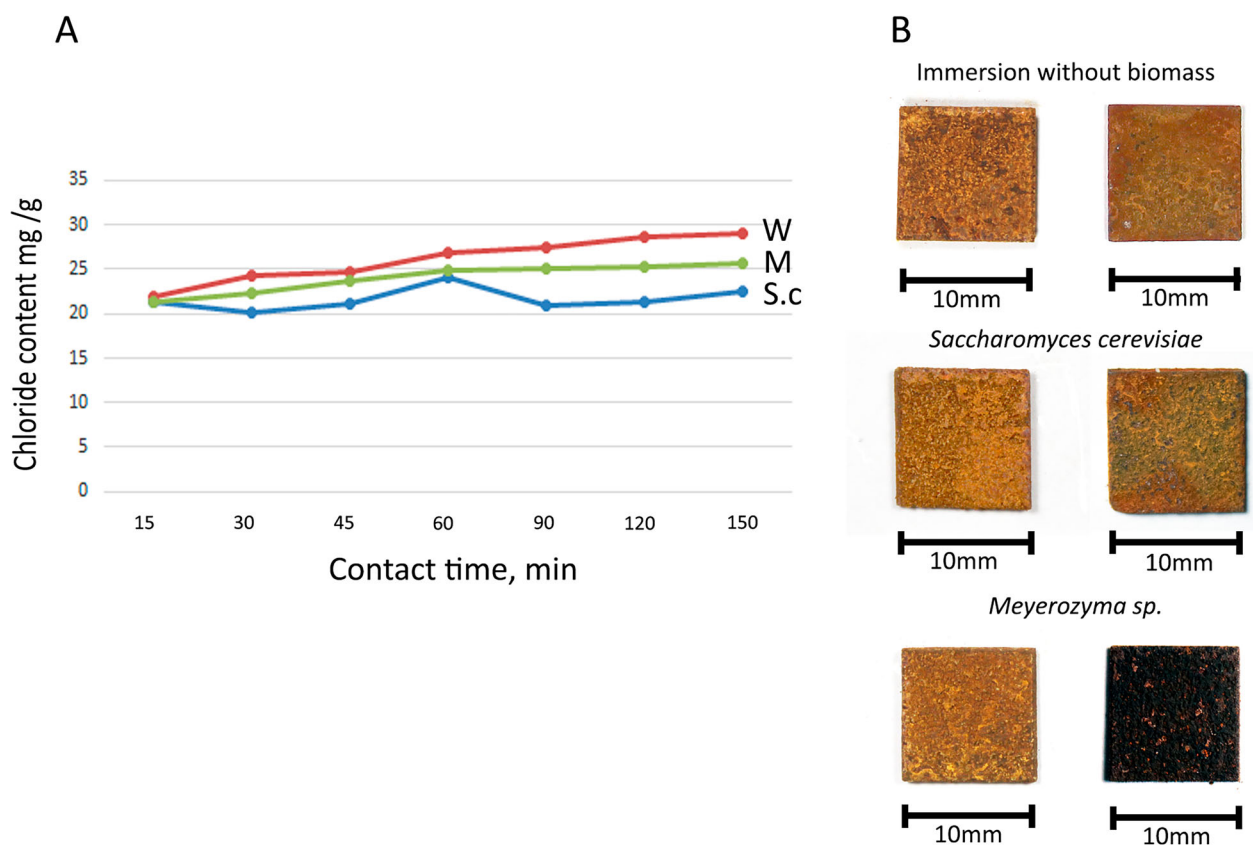 A
Chloride content mg /g
35
30
25
20
15
10
5
0
15 30 45 60 90 120 150
Contact time, min
W
M
S.c
B
Immersion without biomass
10mm 10mm
Saccharomyces cerevisiae
10mm 10mm
Meyerozyma sp.
10mm 10mm